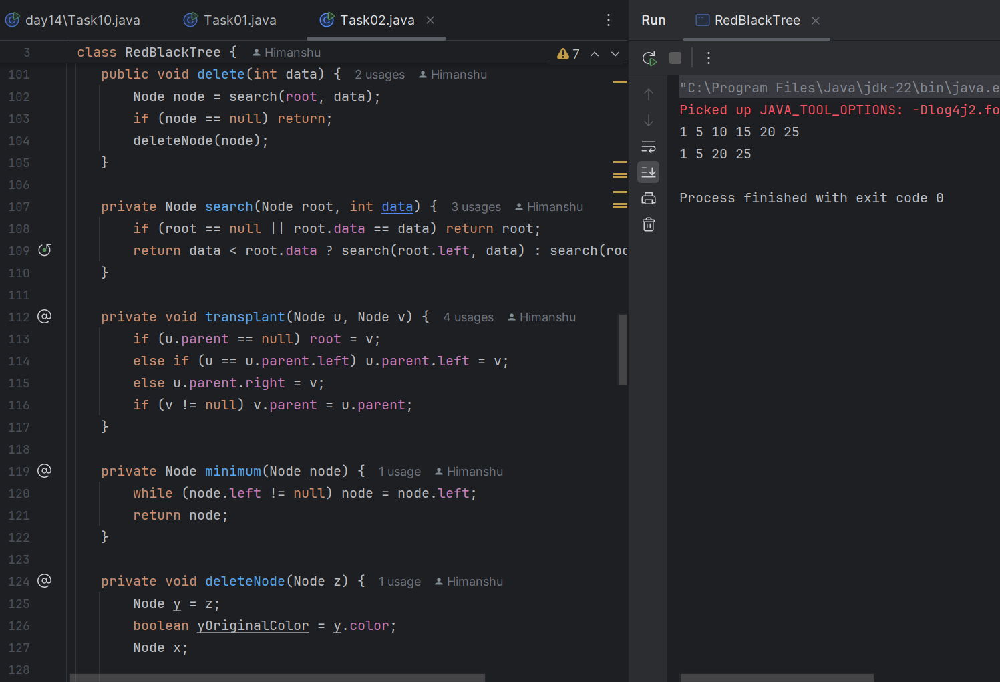 day14\Task10.java Task01.java Task02.java
3 class RedBlackTree { Himanshu 7
101 public void delete(int data) { 2 usages Himanshu
102 Node node = search(root, data);
103 if (node == null) return;
104 deleteNode(node);
105 }
106
107 private Node search(Node root, int data) { 3 usages Himanshu
108 if (root == null || root.data == data) return root;
109 return data < root.data ? search(root.left, data) : search(roo
110 }
111
112 private void transplant(Node u, Node v) { 4 usages Himanshu
113 if (u.parent == null) root = v;
114 else if (u == u.parent.left) u.parent.left = v;
115 else u.parent.right = v;
116 if (v != null) v.parent = u.parent;
117 }
118
119 private Node minimum(Node node) { 1 usage Himanshu
120 while (node.left != null) node = node.left;
121 return node;
122 }
123
124 private void deleteNode(Node z) { 1 usage Himanshu
125 Node y = z;
126 boolean yOriginalColor = y.color;
127 Node x;
128
Run RedBlackTree
"C:\Program Files\Java\jdk-22\bin\java.e
Picked up JAVA_TOOL_OPTIONS: -Dlog4j2.fo
1 5 10 15 20 25
1 5 20 25
Process finished with exit code 0